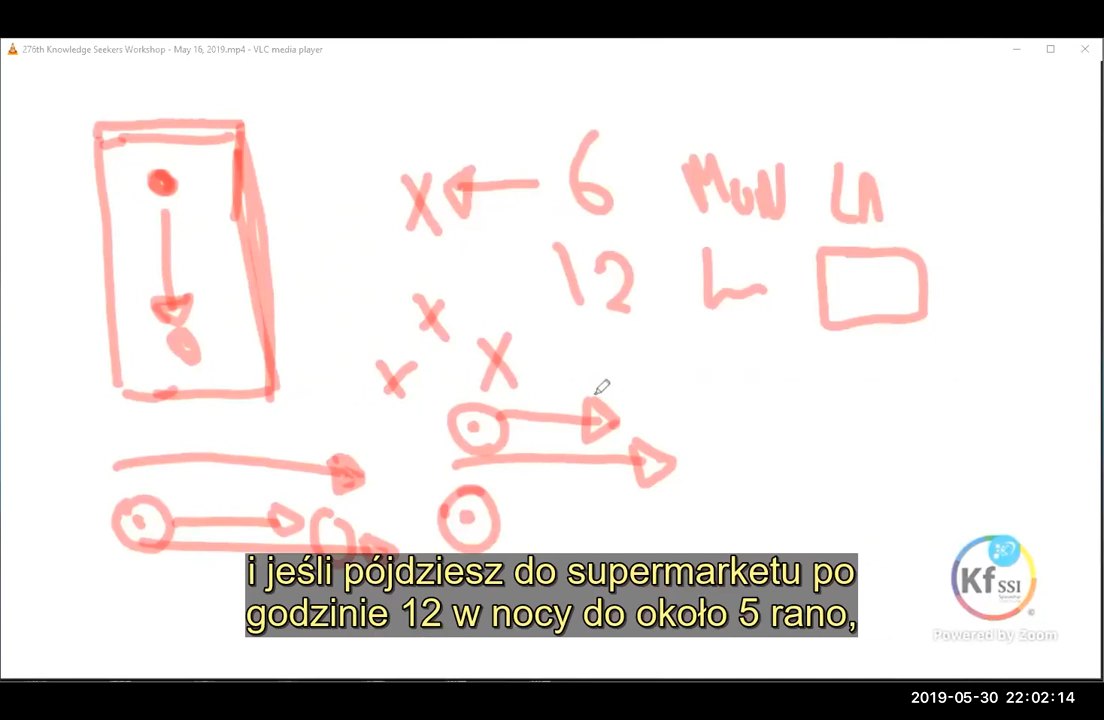 276th Knowledge Seekers Workshop - May 16, 2019.mp4 - VLC media player
X 6 MUN LA
12
X
X X
i jeśli pójdziesz do supermarketu po
godzinie 12 w nocy do około 5 rano,
Kf SSI
Powered by Zoom
2019-05-30 22:02:14